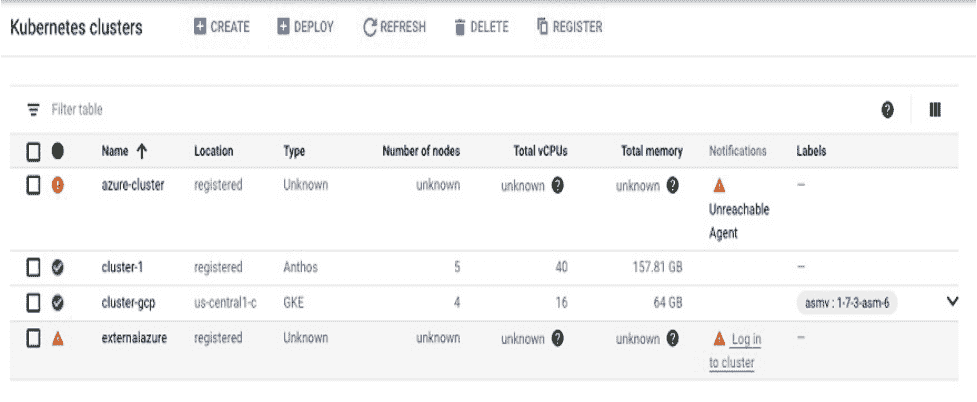 Kubernetes clusters CREATE DEPLOY REFRESH DELETE REGISTER
Filter table
Name Location Type Number of nodes Total vCPUs Total memory Notifications Labels
azure-cluster registered Unknown unknown unknown unknown –
Unreachable
Agent
cluster-1 registered Anthos 5 40 157.81 GB –
cluster-gcp us-central1-c GKE 4 16 64 GB asmv : 1-7-3-asm-6
externalazure registered Unknown unknown unknown unknown Log in –
to cluster